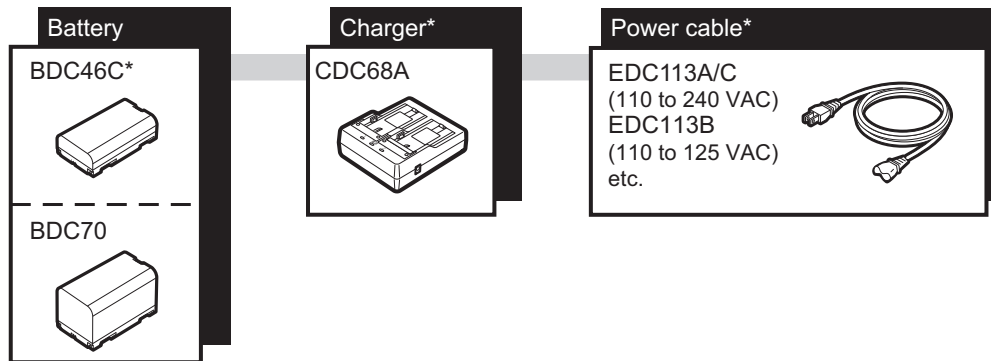 Battery
BDC46C*
BDC70
Charger*
CDC68A
Power cable*
EDC113A/C
(110 to 240 VAC)
EDC113B
(110 to 125 VAC)
etc.